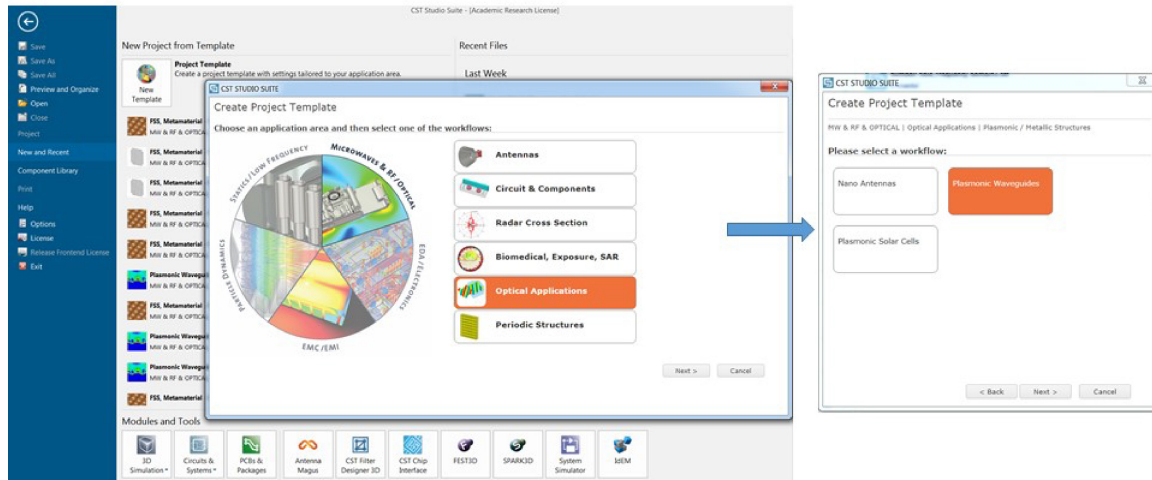 CST Studio Suite - [Academic Research License]
Save
Save As
Save All
Preview and Organize
Open
Close
Project
New and Recent
Component Library
Print
Help
Options
License
Release Frontend License
Exit
New Project from Template
Recent Files
New
Template
Project Template
Create a project template with settings tailored to your application area.
Last Week
FSS, Metamaterial
MW & RF & OPTICA
FSS, Metamaterial
MW & RF & OPTICA
FSS, Metamaterial
MW & RF & OPTICA
FSS, Metamaterial
MW & RF & OPTICA
FSS, Metamaterial
MW & RF & OPTICA
Plasmonic Wavegu
MW & RF & OPTICA
FSS, Metamaterial
MW & RF & OPTICA
Plasmonic Wavegu
MW & RF & OPTICA
Plasmonic Wavegu
MW & RF & OPTICA
FSS, Metamaterial
CST STUDIO SUITE
Create Project Template
Choose an application area and then select one of the workflows:
STATICS/LOW FREQUENCY
MICROWAVES & RF/OPTICAL
EDA/ELECTRONICS
EMC/EMI
PARTICLE DYNAMICS
Antennas
Circuit & Components
Radar Cross Section
Biomedical, Exposure, SAR
Optical Applications
Periodic Structures
Next >
Cancel
Modules and Tools
3D
Simulation
Circuits &
Systems
PCBs &
Packages
Antenna
Magus
CST Filter
Designer 3D
CST Chip
Interface
FEST3D
SPARK3D
System
Simulator
IdEM
CST STUDIO SUITE
Create Project Template
MW & RF & OPTICAL | Optical Applications | Plasmonic / Metallic Structures
Please select a workflow:
Nano Antennas
Plasmonic Waveguides
Plasmonic Solar Cells
< Back
Next >
Cancel